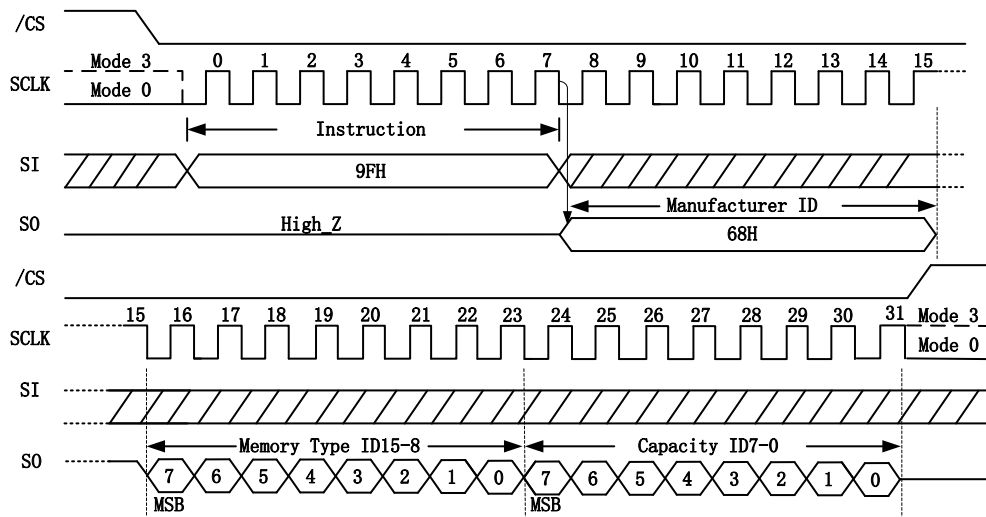 /CS
Mode 3 0 1 2 3 4 5 6 7 8 9 10 11 12 13 14 15
SCLK
Mode 0
Instruction
SI
9FH
Manufacturer ID
SO
High_Z
68H
/CS
15 16 17 18 19 20 21 22 23 24 25 26 27 28 29 30 31 Mode 3
SCLK
Mode 0
SI
Memory Type ID15-8 Capacity ID7-0
SO
7 6 5 4 3 2 1 0 7 6 5 4 3 2 1 0
MSB MSB